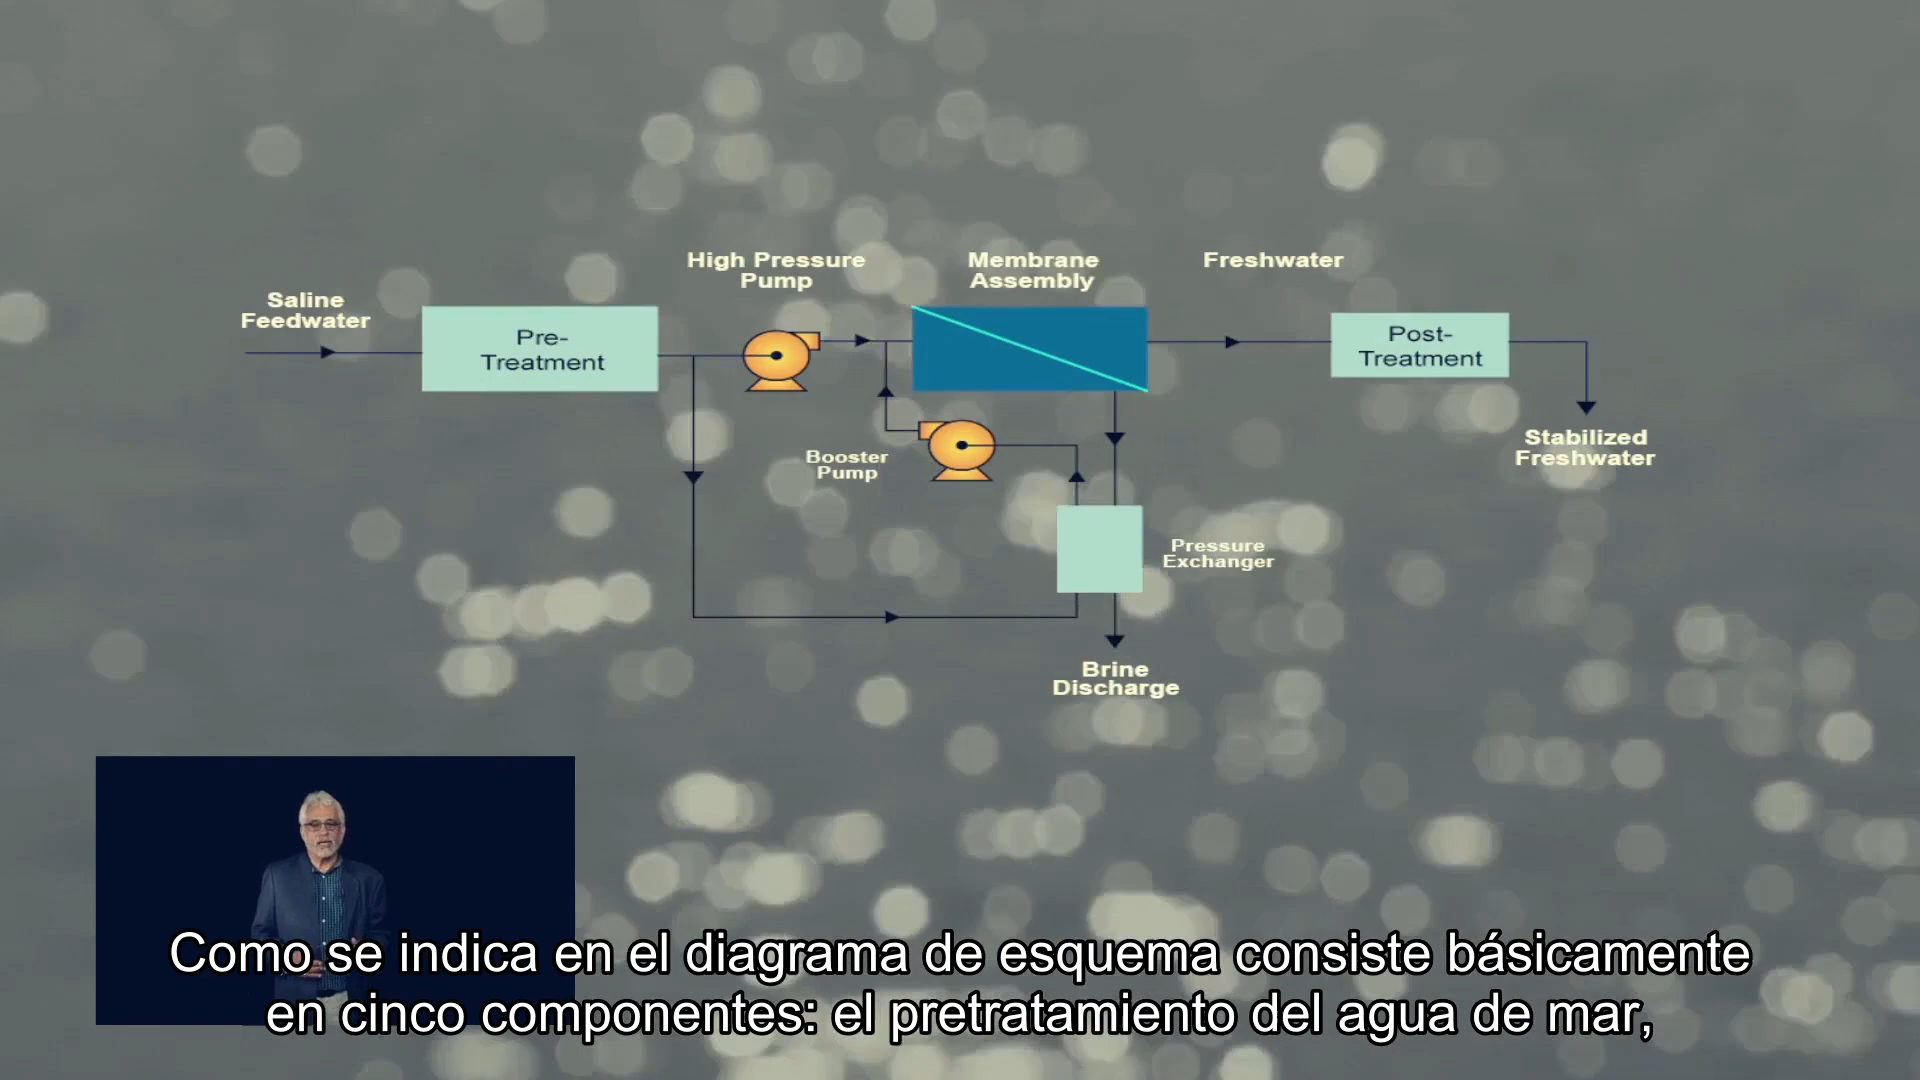 High Pressure
Pump
Membrane
Assembly
Freshwater
Saline
Feedwater
Pre-
Treatment
Post-
Treatment
Booster
Pump
Stabilized
Freshwater
Pressure
Exchanger
Brine
Discharge
Como se indica en el diagrama de esquema consiste básicamente
en cinco componentes: el pretratamiento del agua de mar,